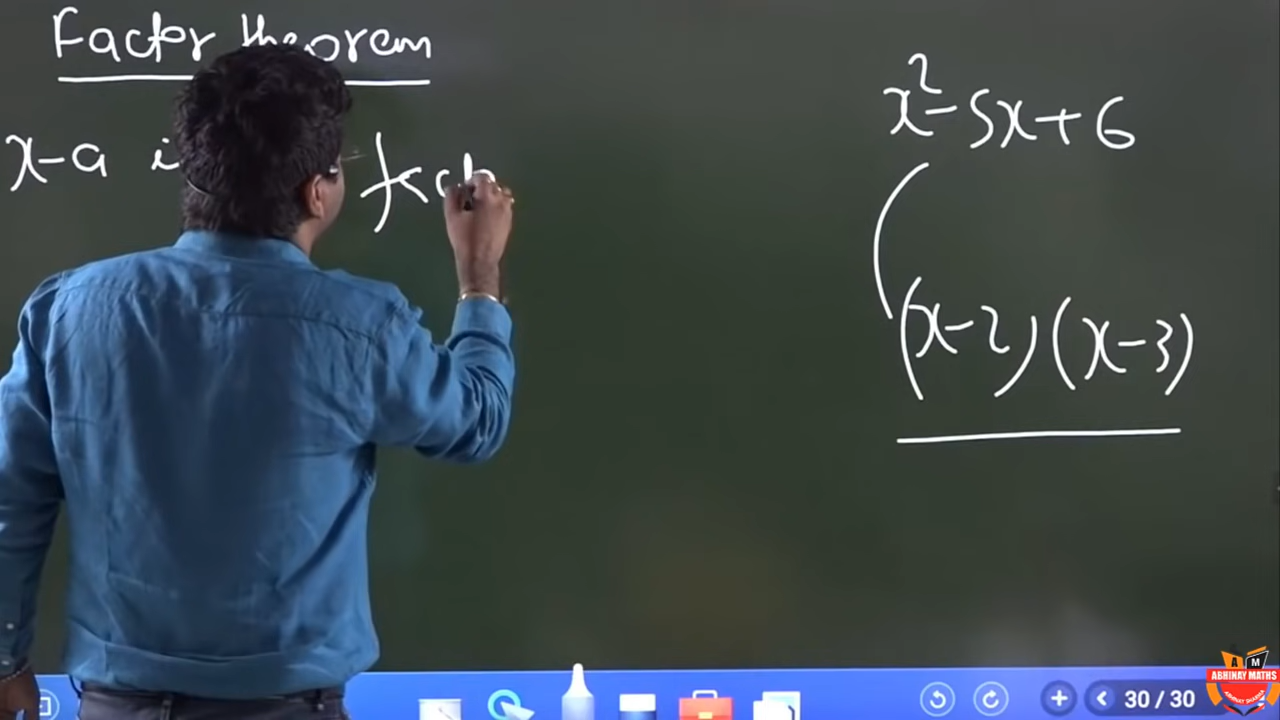 Factor theorem
x-a
x²-5x+6
(x-2)(x-3)
30 / 30
ABHINAY MATHS